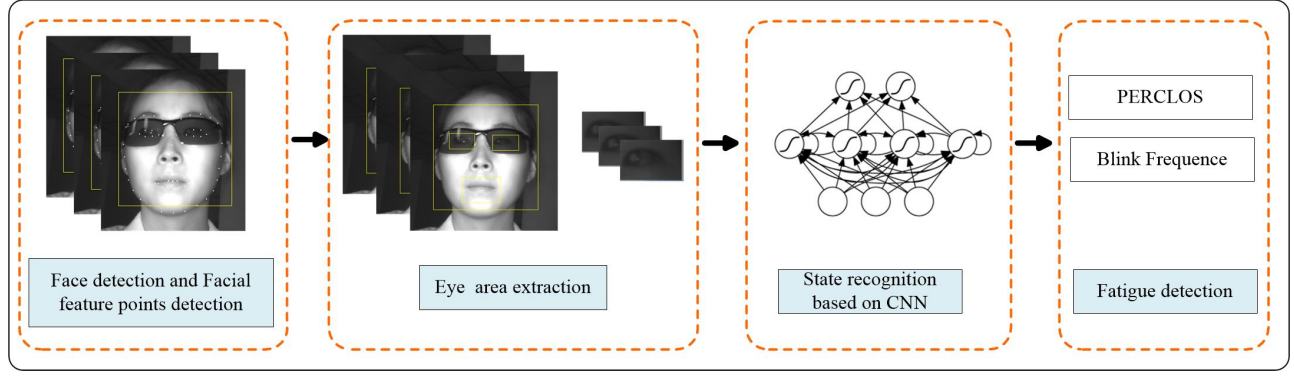 Face detection and Facial
feature points detection
Eye area extraction
State recognition
based on CNN
PERCLOS
Blink Frequence
Fatigue detection